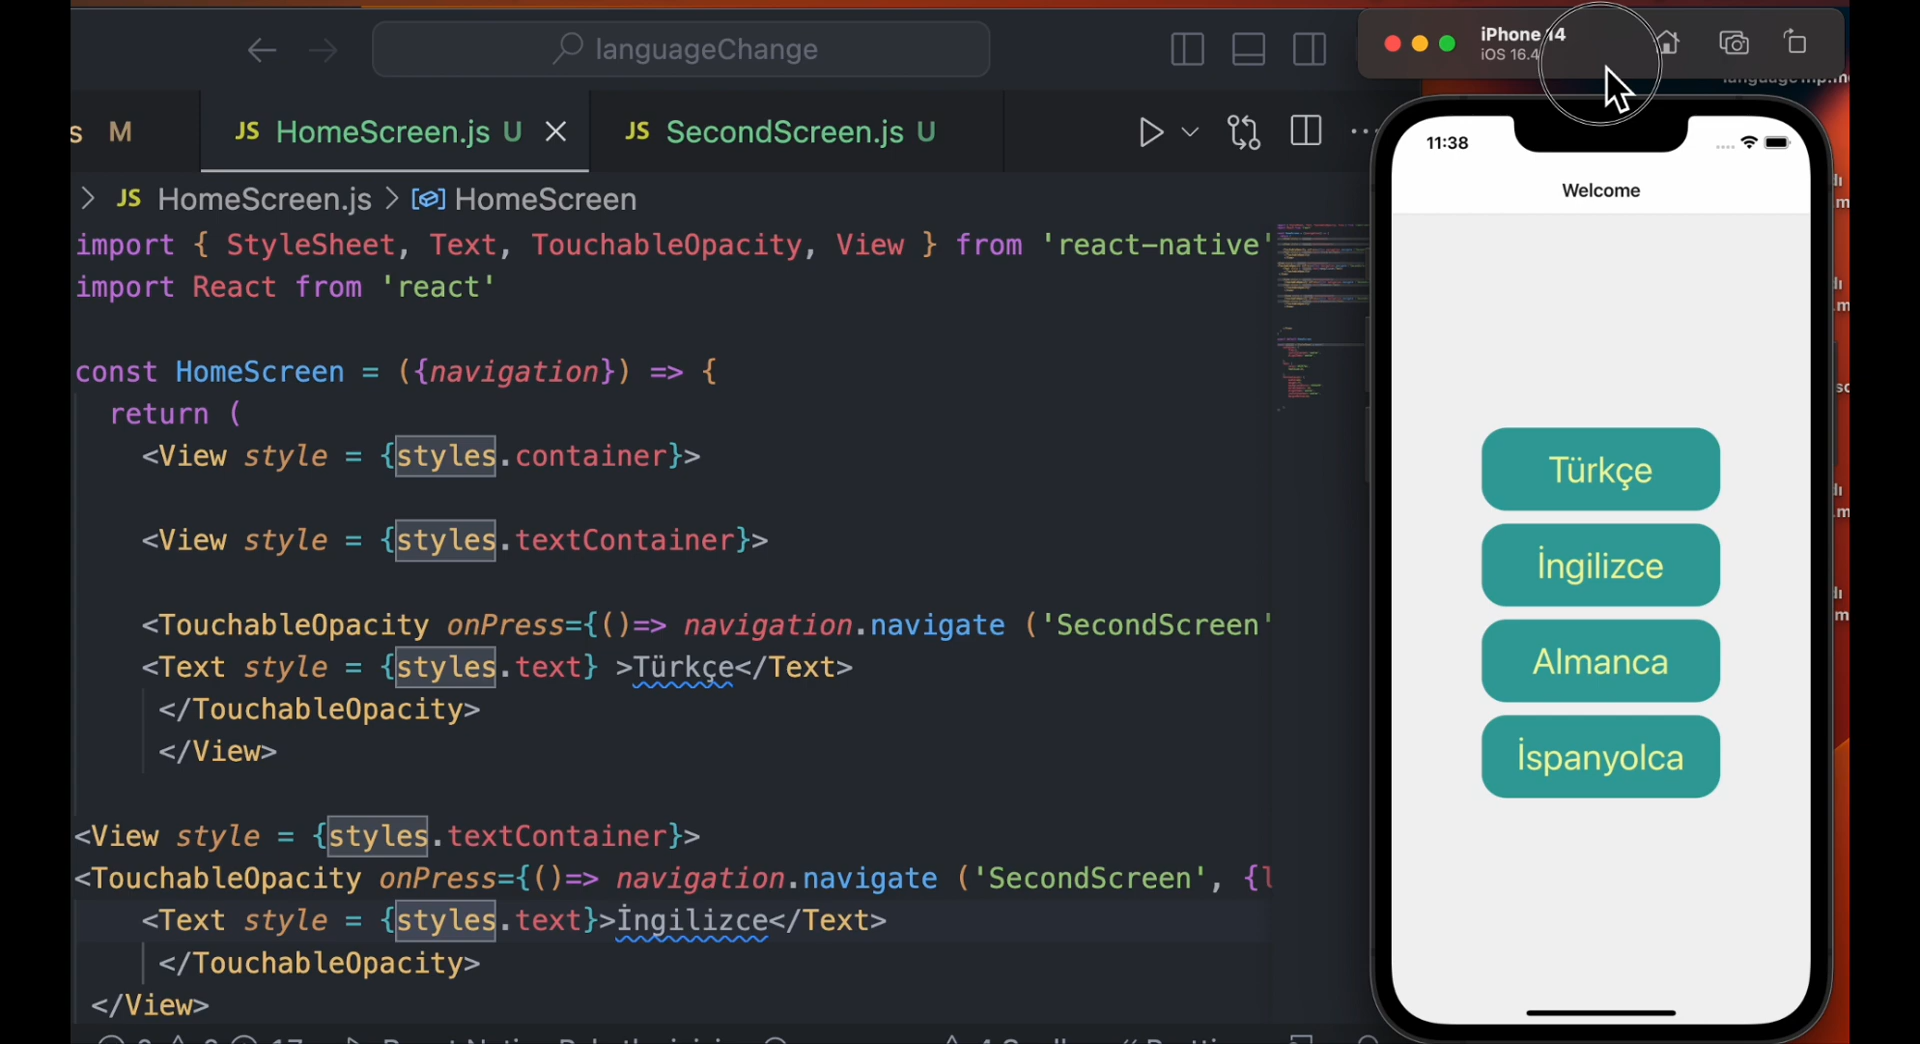 languageChange
iPhone 14
iOS 16.4
s M
JS HomeScreen.js U
JS SecondScreen.js U
JS HomeScreen.js > HomeScreen
import { StyleSheet, Text, TouchableOpacity, View } from 'react-native'
import React from 'react'
const HomeScreen = ({navigation}) => {
return (
<View style = {styles.container}>
<View style = {styles.textContainer}>
<TouchableOpacity onPress={()=> navigation.navigate ('SecondScreen'
<Text style = {styles.text} >Türkçe</Text>
</TouchableOpacity>
</View>
<View style = {styles.textContainer}>
<TouchableOpacity onPress={()=> navigation.navigate ('SecondScreen', {l
<Text style = {styles.text}>İngilizce</Text>
</TouchableOpacity>
</View>
11:38
Welcome
Türkçe
İngilizce
Almanca
İspanyolca